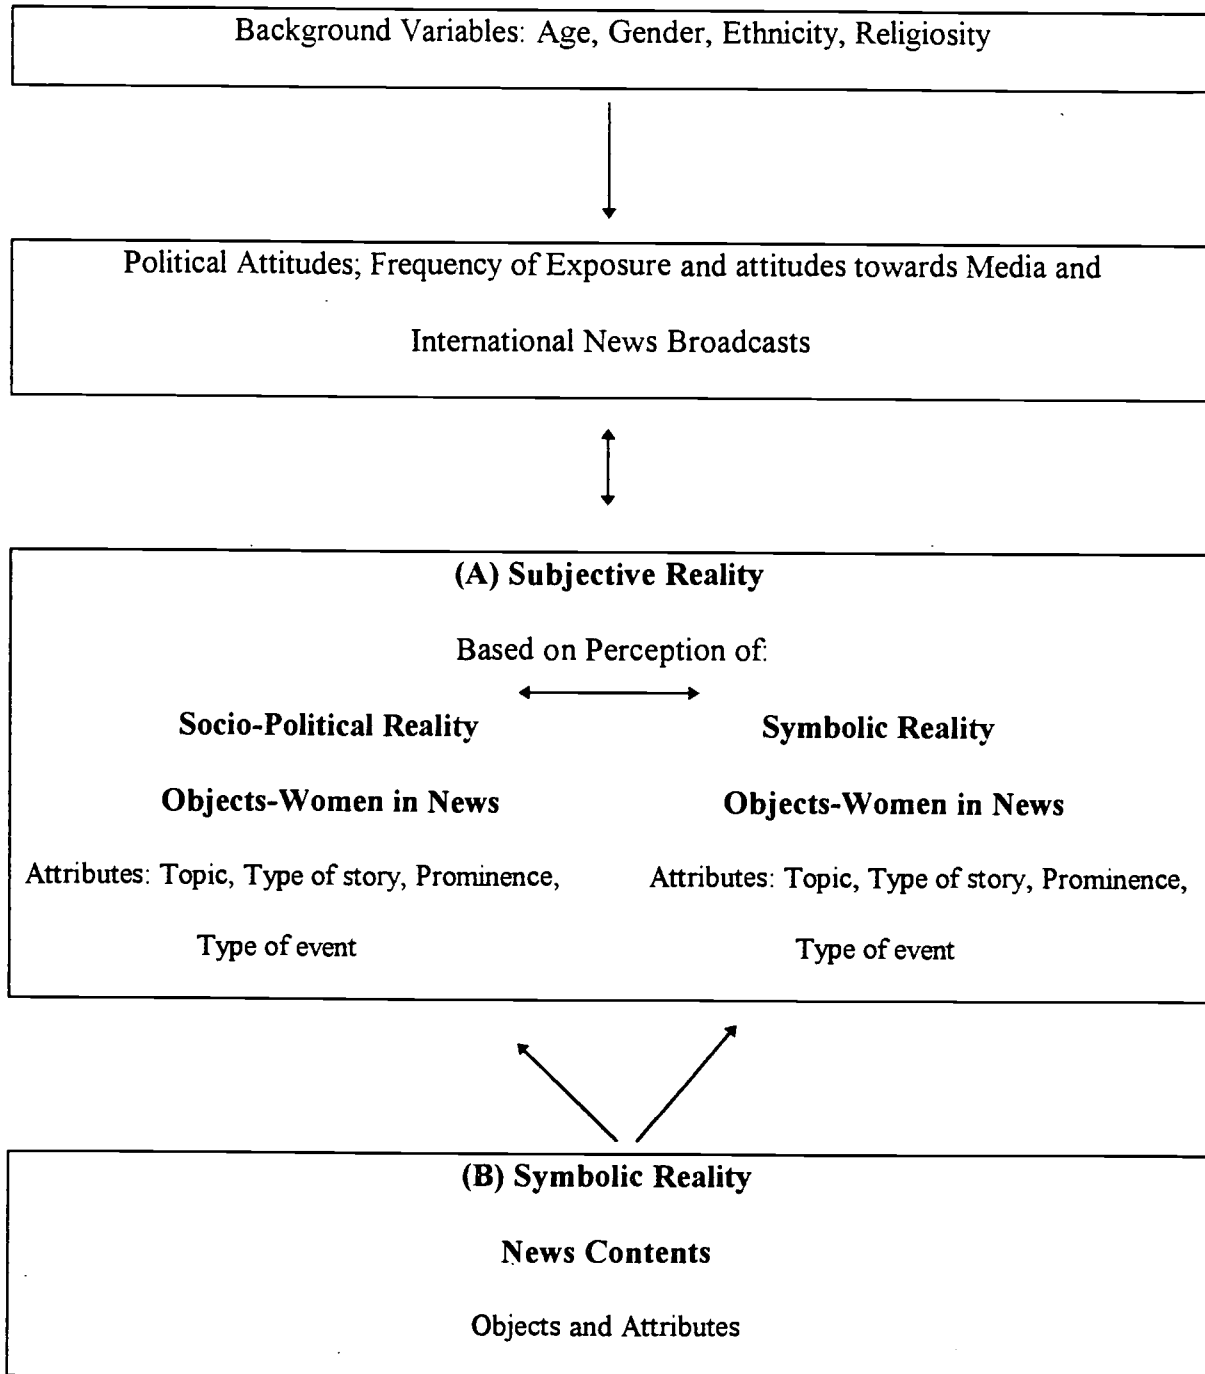 Background Variables: Age, Gender, Ethnicity, Religiosity
Political Attitudes; Frequency of Exposure and attitudes towards Media and
International News Broadcasts
(A) Subjective Reality
Based on Perception of:
Socio-Political Reality
Symbolic Reality
Objects-Women in News
Objects-Women in News
Attributes: Topic, Type of story, Prominence,
Attributes: Topic, Type of story, Prominence,
Type of event
Type of event
(B) Symbolic Reality
News Contents
Objects and Attributes